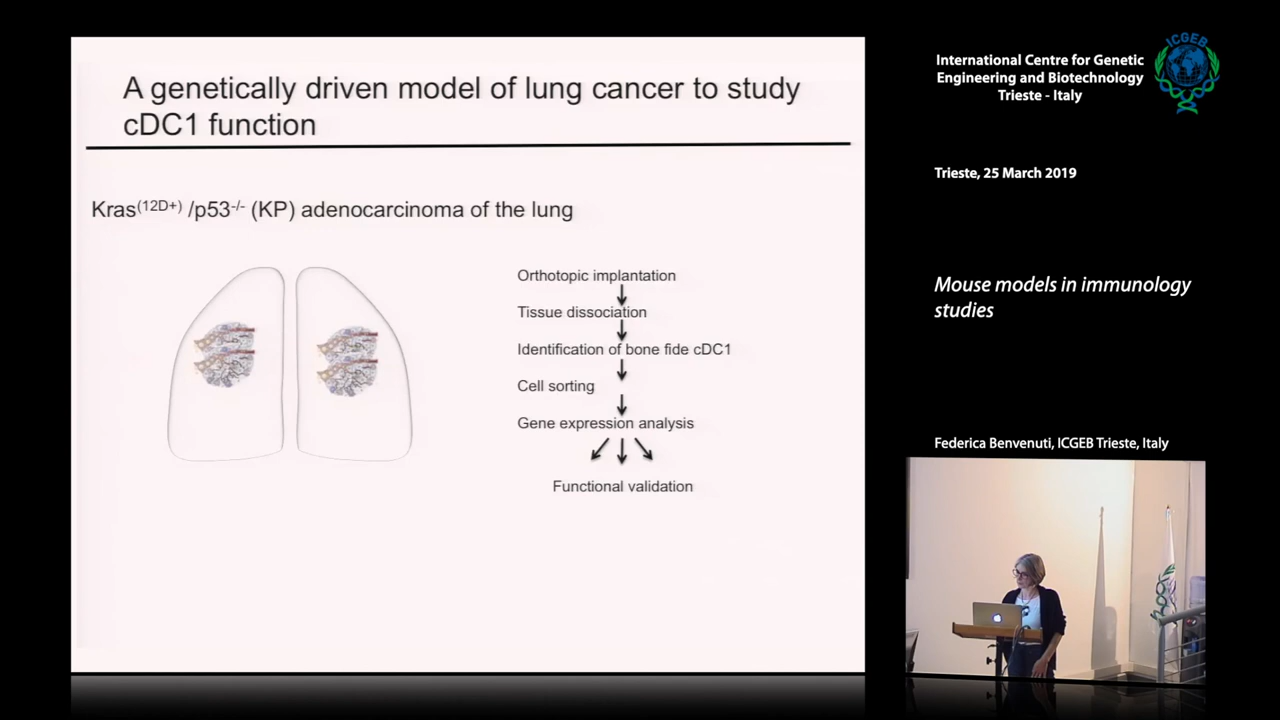 A genetically driven model of lung cancer to study
cDC1 function
Kras(12D+) /p53-/- (KP) adenocarcinoma of the lung
Orthotopic implantation
Tissue dissociation
Identification of bone fide cDC1
Cell sorting
Gene expression analysis
Functional validation
International Centre for Genetic
Engineering and Biotechnology
Trieste - Italy
ICGEB
Trieste, 25 March 2019
Mouse models in immunology
studies
Federica Benvenuti, ICGEB Trieste, Italy